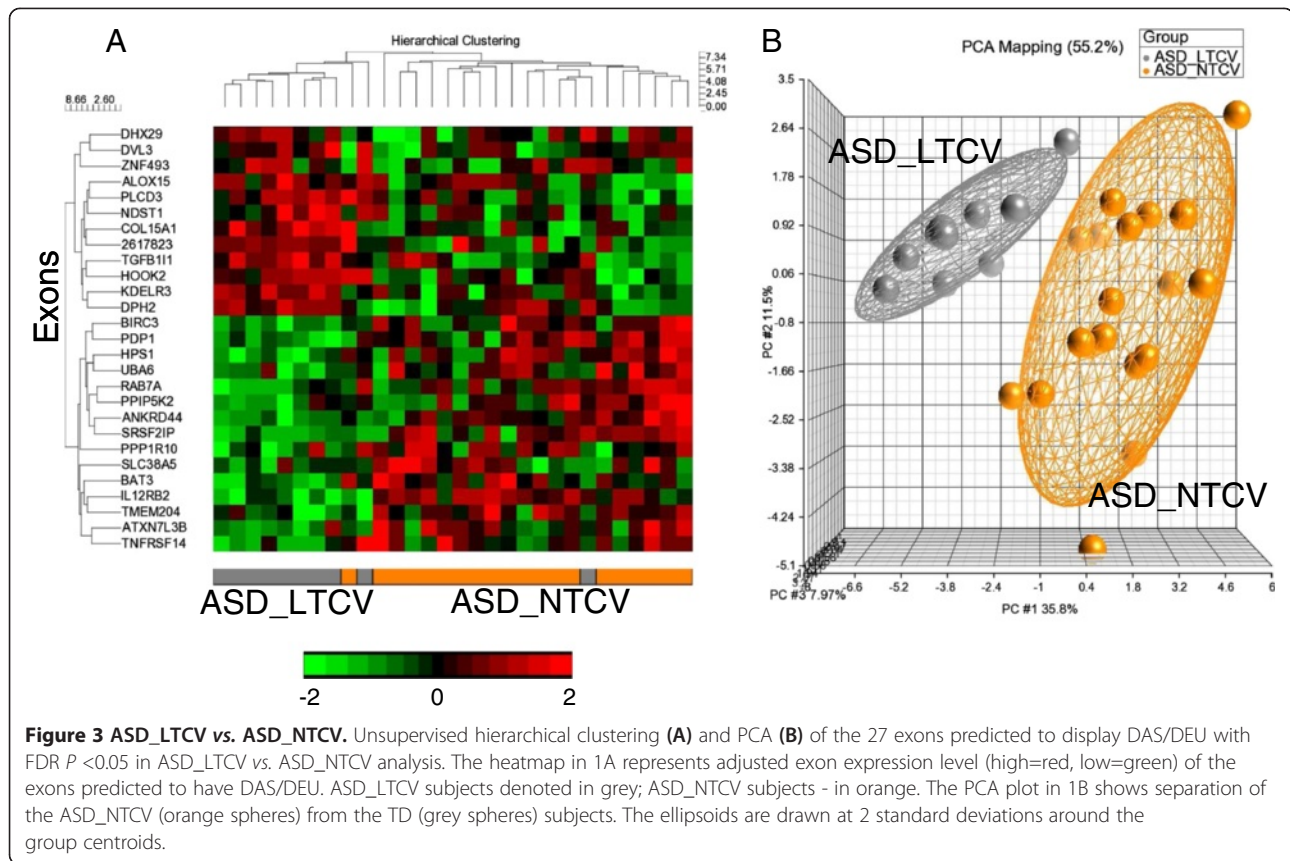 A
Hierarchical Clustering
7.34
5.71
4.08
2.45
0.00
8.66 2.60
Exons
DHX29
DVL3
ZNF493
ALOX15
PLCD3
NDST1
COL15A1
2617823
TGFB1I1
HOOK2
KDELR3
DPH2
BIRC3
PDP1
HPS1
UBA6
RAB7A
PPIP5K2
ANKRD44
SRSF2IP
PPP1R10
SLC38A5
BAT3
IL12RB2
TMEM204
ATXN7L3B
TNFRSF14
ASD_LTCV ASD_NTCV
-2 0 2
B
PCA Mapping (55.2%)
Group
ASD_LTCV
ASD_NTCV
3.5
2.64
1.78
0.92
0.06
-0.8
-1.66
-2.52
-3.38
-4.24
-5.1
PC #2 11.5%
ASD_LTCV
ASD_NTCV
-6.6 -5.2 -3.8 -2.4 -1 0.4 1.8 3.2 4.6 6
PC #3 7.97%
PC #1 35.8%
Figure 3 ASD_LTCV vs. ASD_NTCV. Unsupervised hierarchical clustering (A) and PCA (B) of the 27 exons predicted to display DAS/DEU with
FDR P <0.05 in ASD_LTCV vs. ASD_NTCV analysis. The heatmap in 1A represents adjusted exon expression level (high=red, low=green) of the
exons predicted to have DAS/DEU. ASD_LTCV subjects denoted in grey; ASD_NTCV subjects - in orange. The PCA plot in 1B shows separation of
the ASD_NTCV (orange spheres) from the TD (grey spheres) subjects. The ellipsoids are drawn at 2 standard deviations around the
group centroids.